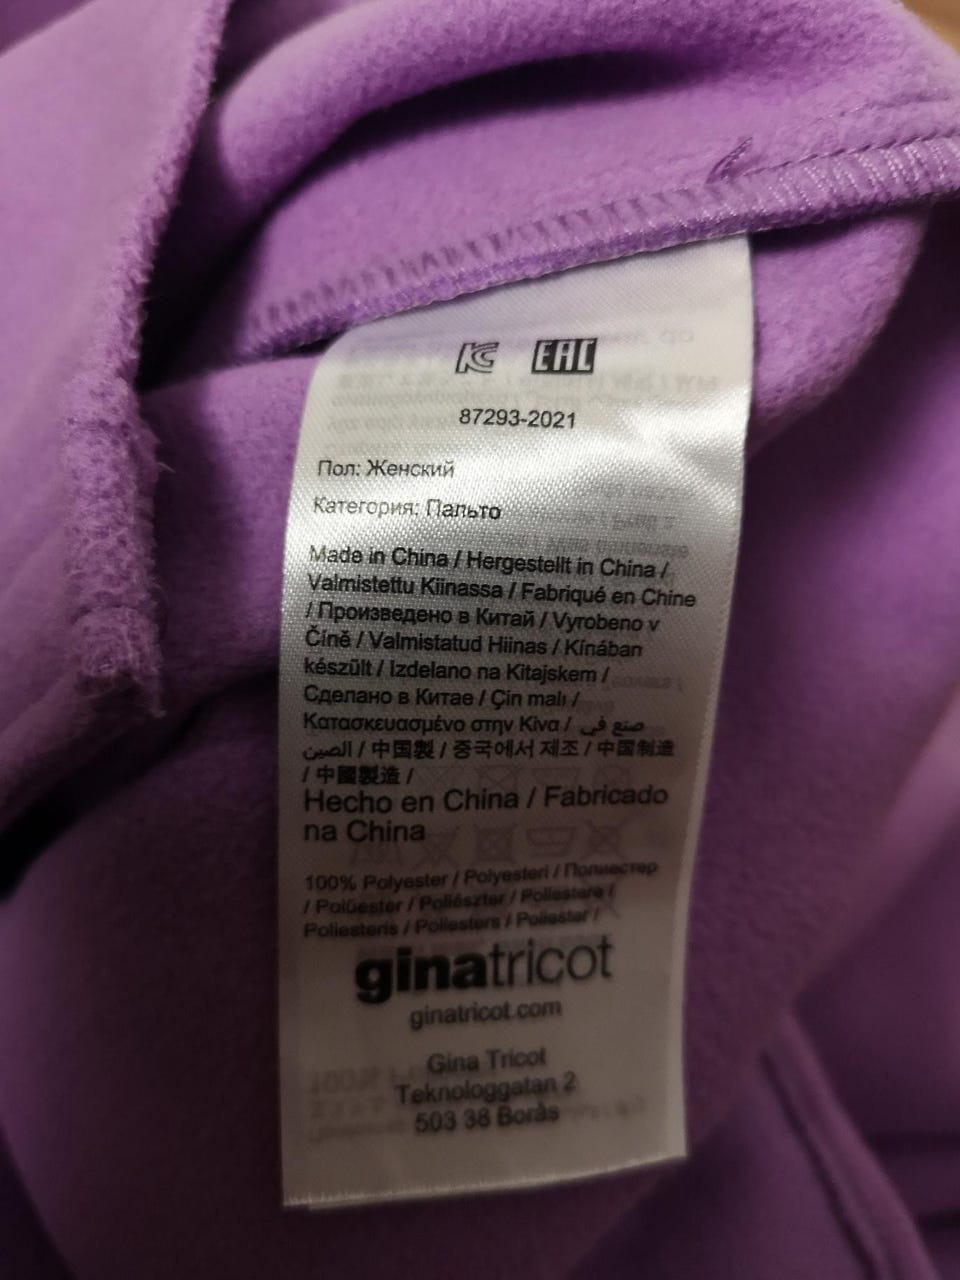 KC EAC
87293-2021
Пол: Женский
Категория: Пальто
Made in China / Hergestellt in China /
Valmistettu Kiinassa / Fabriqué en Chine
/ Произведено в Китай / Vyrobeno v
Číně / Valmistatud Hiinas / Kínában
készült / Izdelano na Kitajskem /
Сделано в Китае / Çin malı /
Κατασκευασμένο στην Κίνα / صنع في
الصين / 中国製 / 중국에서 제조 / 中国制造
/ 中國製造 /
Hecho en China / Fabricado
na China
100% Polyester / Polyesteri / Полиестер
/ Polüester / Poliészter / Poliestere /
Poliesteris / Poliesters / Poliester /
ginatricot
ginatricot.com
Gina Tricot
Teknologgatan 2
503 38 Borås